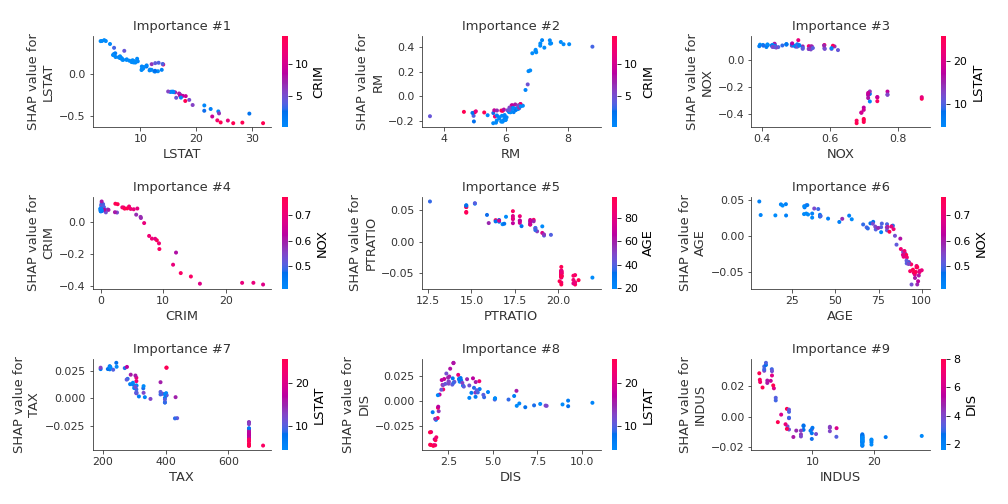 Importance #1
SHAP value for
LSTAT
0.0
−0.5
10
20
30
LSTAT
10
5
CRIM
Importance #2
SHAP value for
RM
0.4
0.2
0.0
−0.2
4
6
8
RM
10
5
CRIM
Importance #3
SHAP value for
NOX
0.0
−0.2
−0.4
0.4
0.6
0.8
NOX
20
10
LSTAT
Importance #4
SHAP value for
CRIM
0.0
−0.2
−0.4
0
10
20
CRIM
0.7
0.6
0.5
NOX
Importance #5
SHAP value for
PTRATIO
0.05
0.00
−0.05
12.5
15.0
17.5
20.0
PTRATIO
80
60
40
20
AGE
Importance #6
SHAP value for
AGE
0.05
0.00
−0.05
25
50
75
100
AGE
0.7
0.6
0.5
NOX
Importance #7
SHAP value for
TAX
0.025
0.000
−0.025
200
400
600
TAX
20
10
LSTAT
Importance #8
SHAP value for
DIS
0.025
0.000
−0.025
2.5
5.0
7.5
10.0
DIS
20
10
LSTAT
Importance #9
SHAP value for
INDUS
0.02
0.00
−0.02
10
20
INDUS
8
6
4
2
DIS